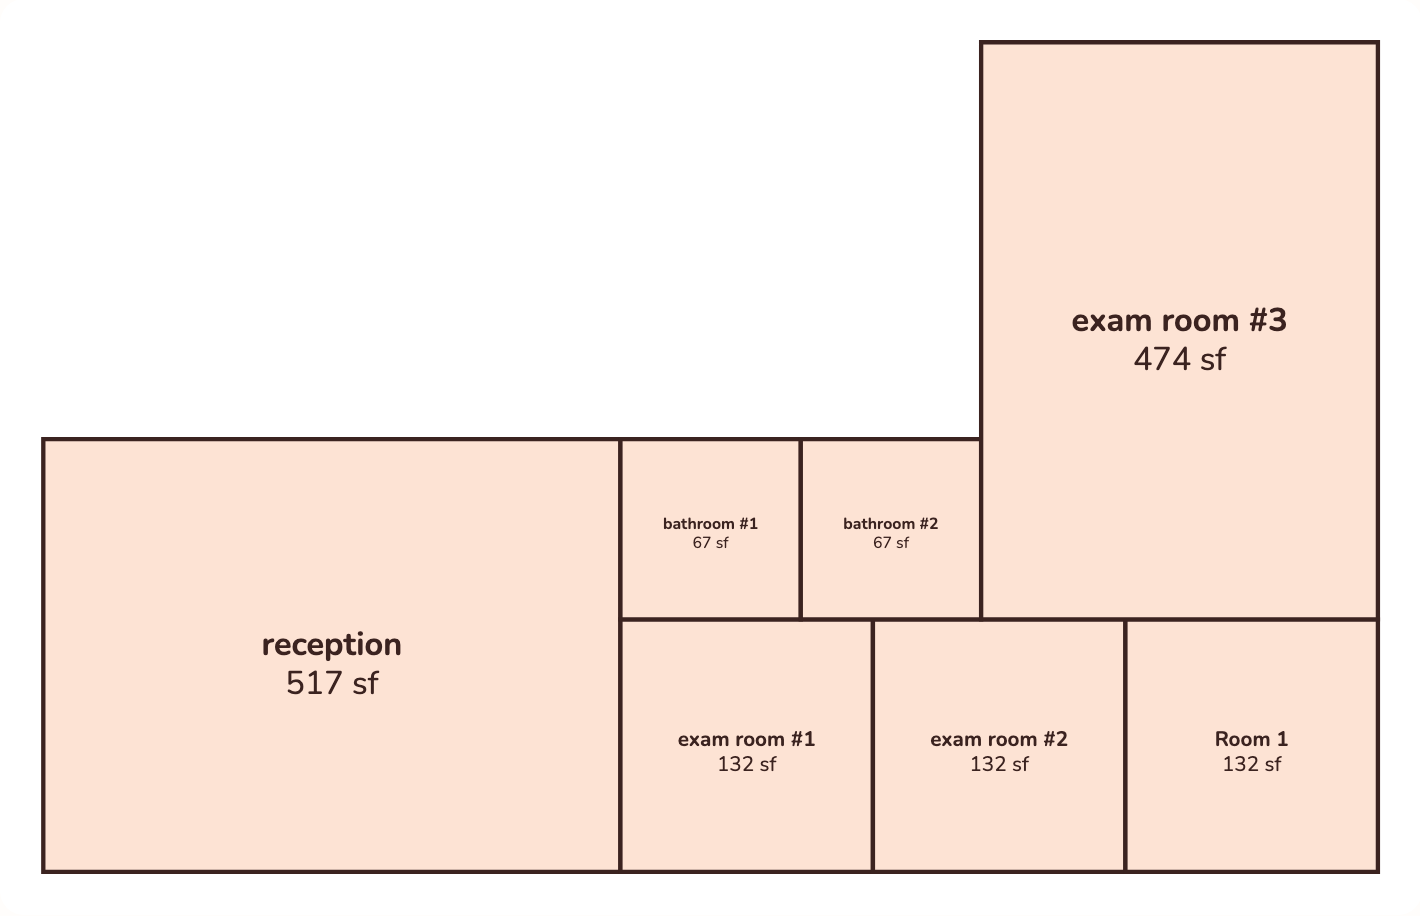 exam room #3
474 sf
bathroom #1
67 sf
bathroom #2
67 sf
reception
517 sf
exam room #1
132 sf
exam room #2
132 sf
Room 1
132 sf